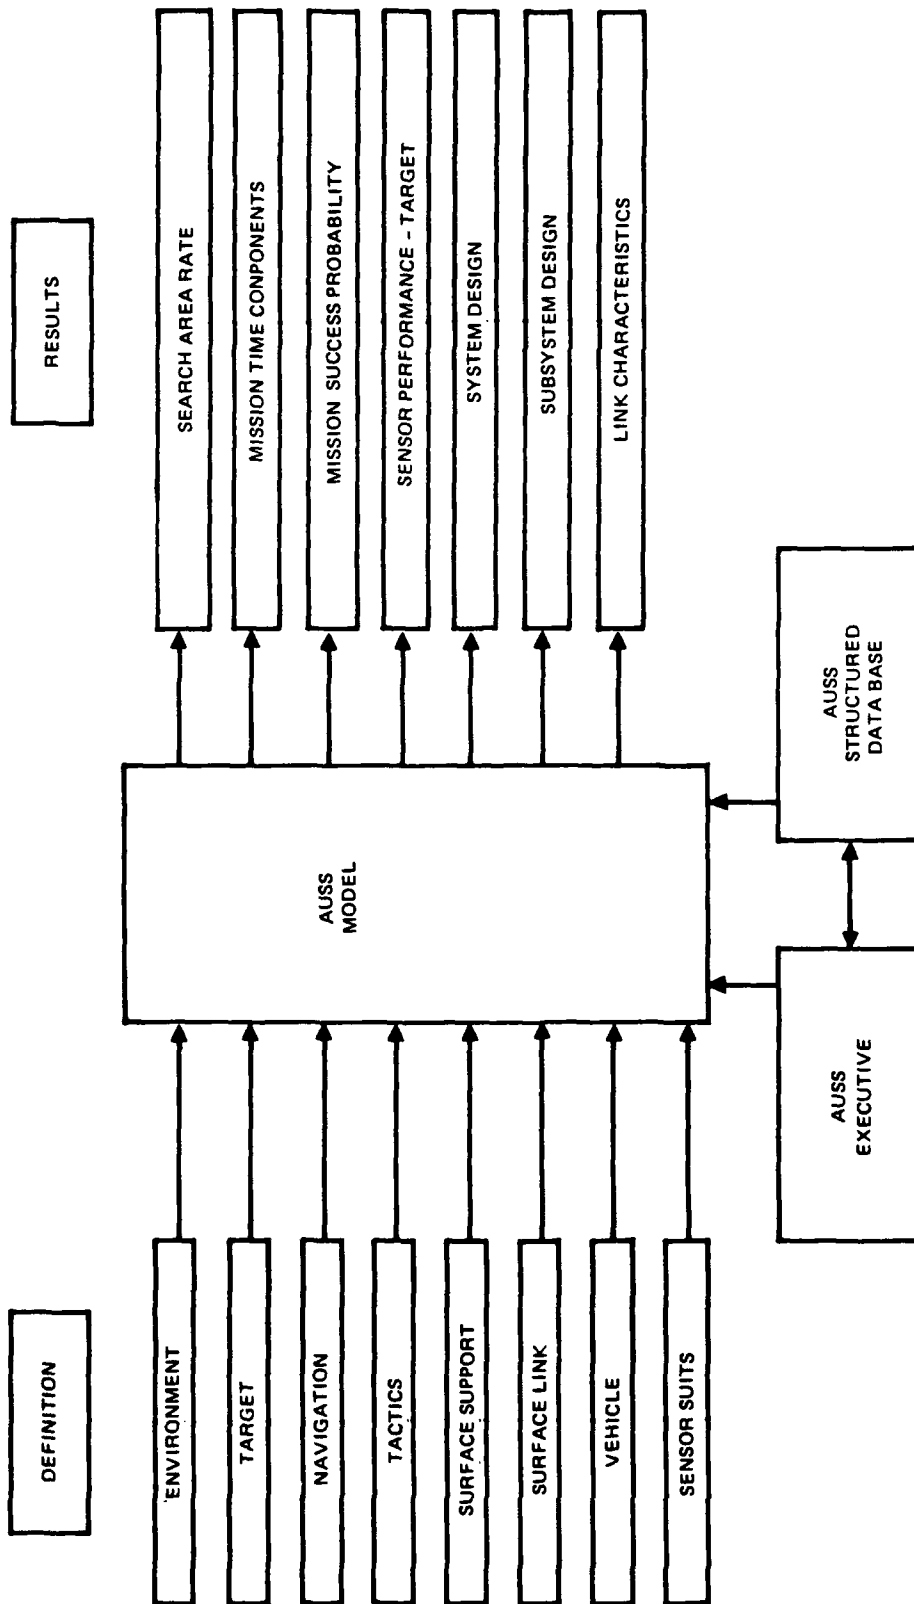 DEFINITION
RESULTS
ENVIRONMENT
TARGET
NAVIGATION
TACTICS
SURFACE SUPPORT
SURFACE LINK
VEHICLE
SENSOR SUITS
AUSS
MODEL
SEARCH AREA RATE
MISSION TIME CONPONENTS
MISSION SUCCESS PROBABILITY
SENSOR PERFORMANCE - TARGET
SYSTEM DESIGN
SUBSYSTEM DESIGN
LINK CHARACTERISTICS
AUSS
EXECUTIVE
AUSS
STRUCTURED
DATA BASE